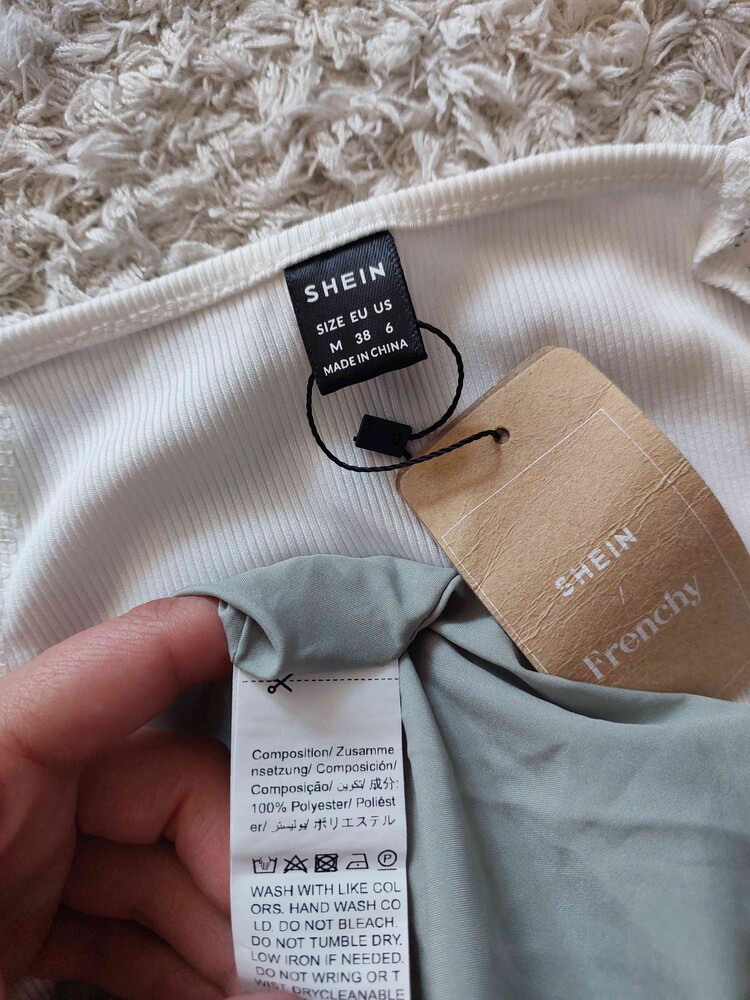 SHEIN
SIZE EU US
M 38 6
MADE IN CHINA
SHEIN
/
Frenchy
Composition/ Zusamme
nsetzung/ Composición/
Composição/ تكوين/ 成分:
100% Polyester/ Poliést
er/ بوليستر/ ポリエステル
WASH WITH LIKE COL
ORS. HAND WASH CO
LD. DO NOT BLEACH.
DO NOT TUMBLE DRY.
LOW IRON IF NEEDED.
DO NOT WRING OR T
WIST. DRYCLEANABLE